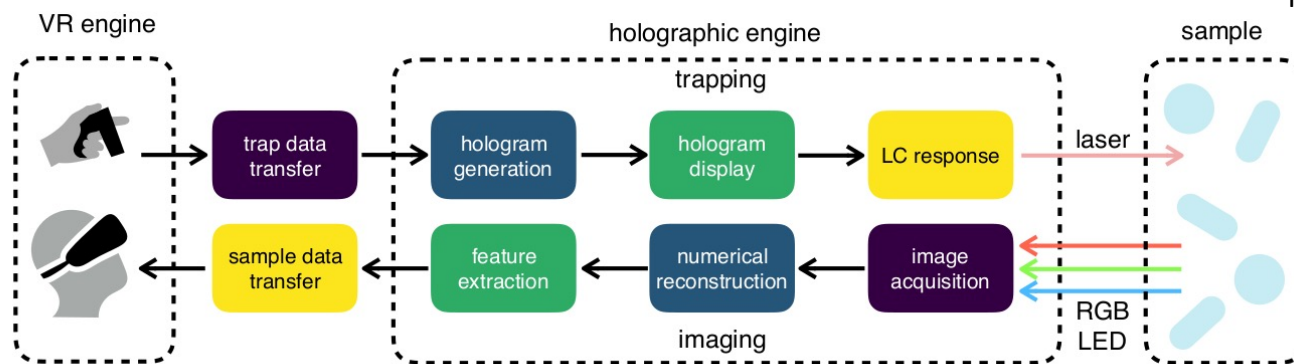 VR engine
holographic engine
sample
trapping
trap data
transfer
hologram
generation
hologram
display
LC response
laser
sample data
transfer
feature
extraction
numerical
reconstruction
image
acquisition
RGB
LED
imaging